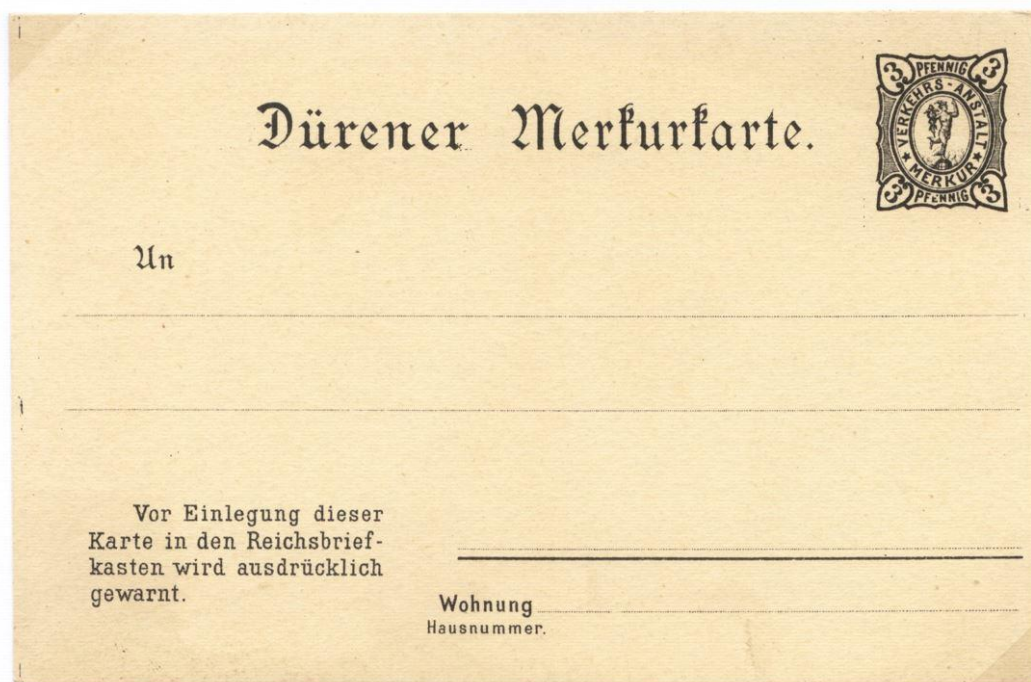 Dürener Merkurkarte.
3 PFENNIG 3
VERKEHRS-ANSTALT
★ MERKUR ★
3 PFENNIG 3
An
Vor Einlegung dieser
Karte in den Reichsbrief-
kasten wird ausdrücklich
gewarnt.
Wohnung
Hausnummer.